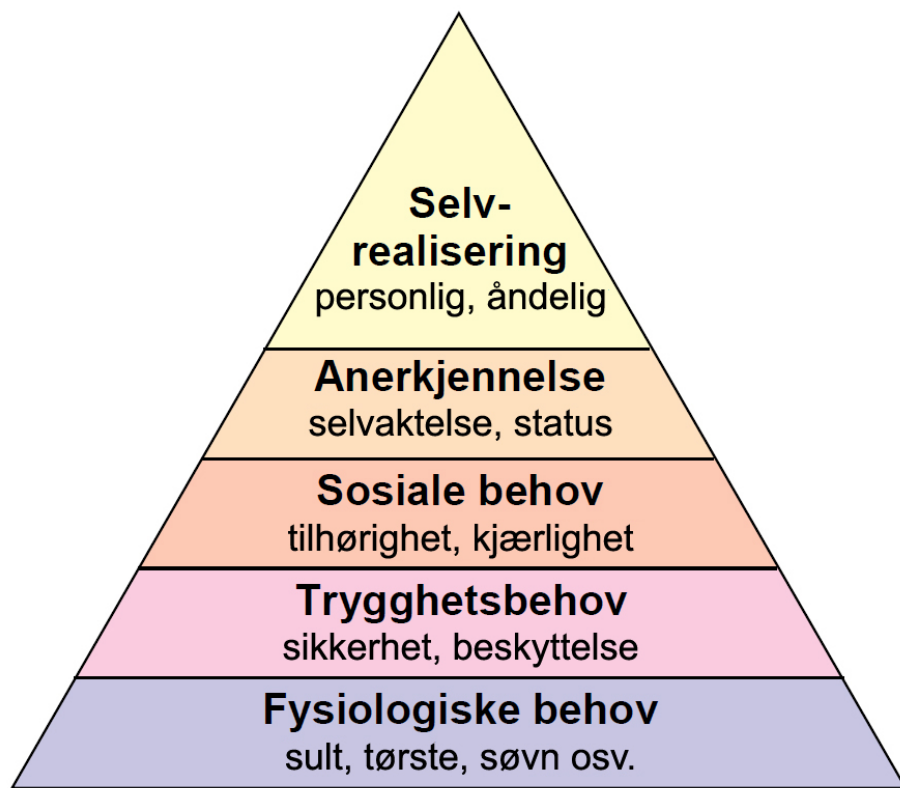 Selv-
realisering
personlig, åndelig
Anerkjennelse
selvaktelse, status
Sosiale behov
tilhørighet, kjærlighet
Trygghetsbehov
sikkerhet, beskyttelse
Fysiologiske behov
sult, tørste, søvn osv.